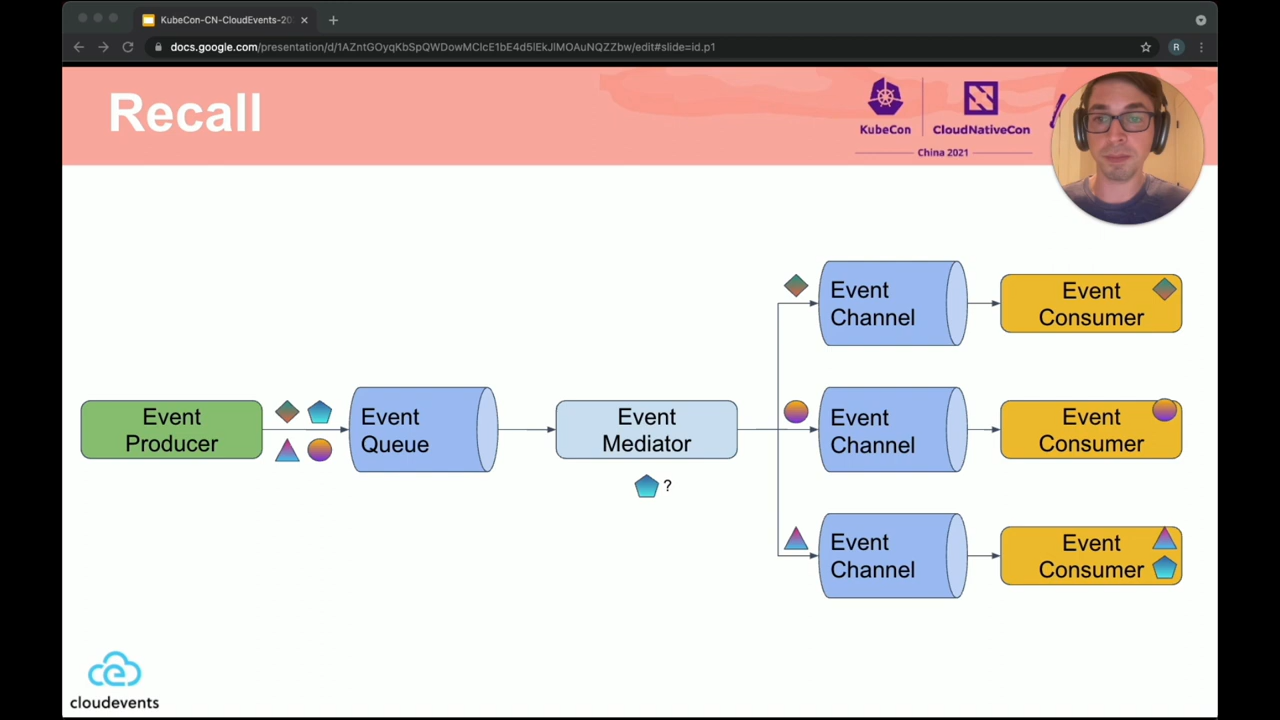 KubeCon-CN-CloudEvents-20
docs.google.com/presentation/d/1AZntGOyqKbSpQWDowMClcE1bE4d5lEkJlMOAuNQZZbw/edit#slide=id.p1
R
Recall
KubeCon
CloudNativeCon
China 2021
Event
Channel
Event
Consumer
Event
Producer
Event
Queue
Event
Mediator
?
Event
Channel
Event
Consumer
Event
Channel
Event
Consumer
cloudevents